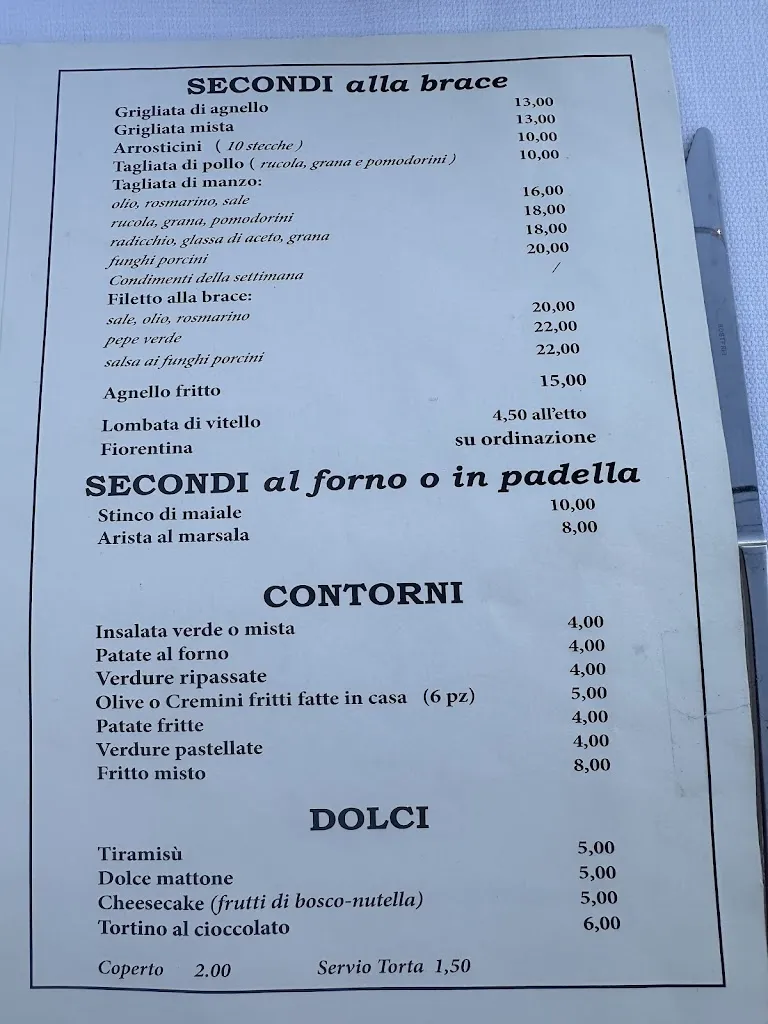 SECONDI alla brace
Grigliata di agnello 13,00
Grigliata mista 13,00
Arrosticini ( 10 stecche ) 10,00
Tagliata di pollo ( rucola, grana e pomodorini ) 10,00
Tagliata di manzo:
olio, rosmarino, sale 16,00
rucola, grana, pomodorini 18,00
radicchio, glassa di aceto, grana 18,00
funghi porcini 20,00
Condimenti della settimana /
Filetto alla brace:
sale, olio, rosmarino 20,00
pepe verde 22,00
salsa ai funghi porcini 22,00
Agnello fritto 15,00
Lombata di vitello 4,50 all'etto
Fiorentina su ordinazione
SECONDI al forno o in padella
Stinco di maiale 10,00
Arista al marsala 8,00
CONTORNI
Insalata verde o mista 4,00
Patate al forno 4,00
Verdure ripassate 4,00
Olive o Cremini fritti fatte in casa (6 pz) 5,00
Patate fritte 4,00
Verdure pastellate 4,00
Fritto misto 8,00
DOLCI
Tiramisù 5,00
Dolce mattone 5,00
Cheesecake (frutti di bosco-nutella) 5,00
Tortino al cioccolato 6,00
Coperto 2.00 Servio Torta 1,50